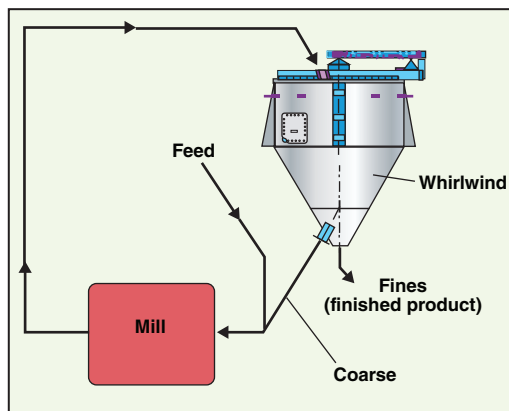 Feed
Whirlwind
Fines
(finished product)
Mill
Coarse